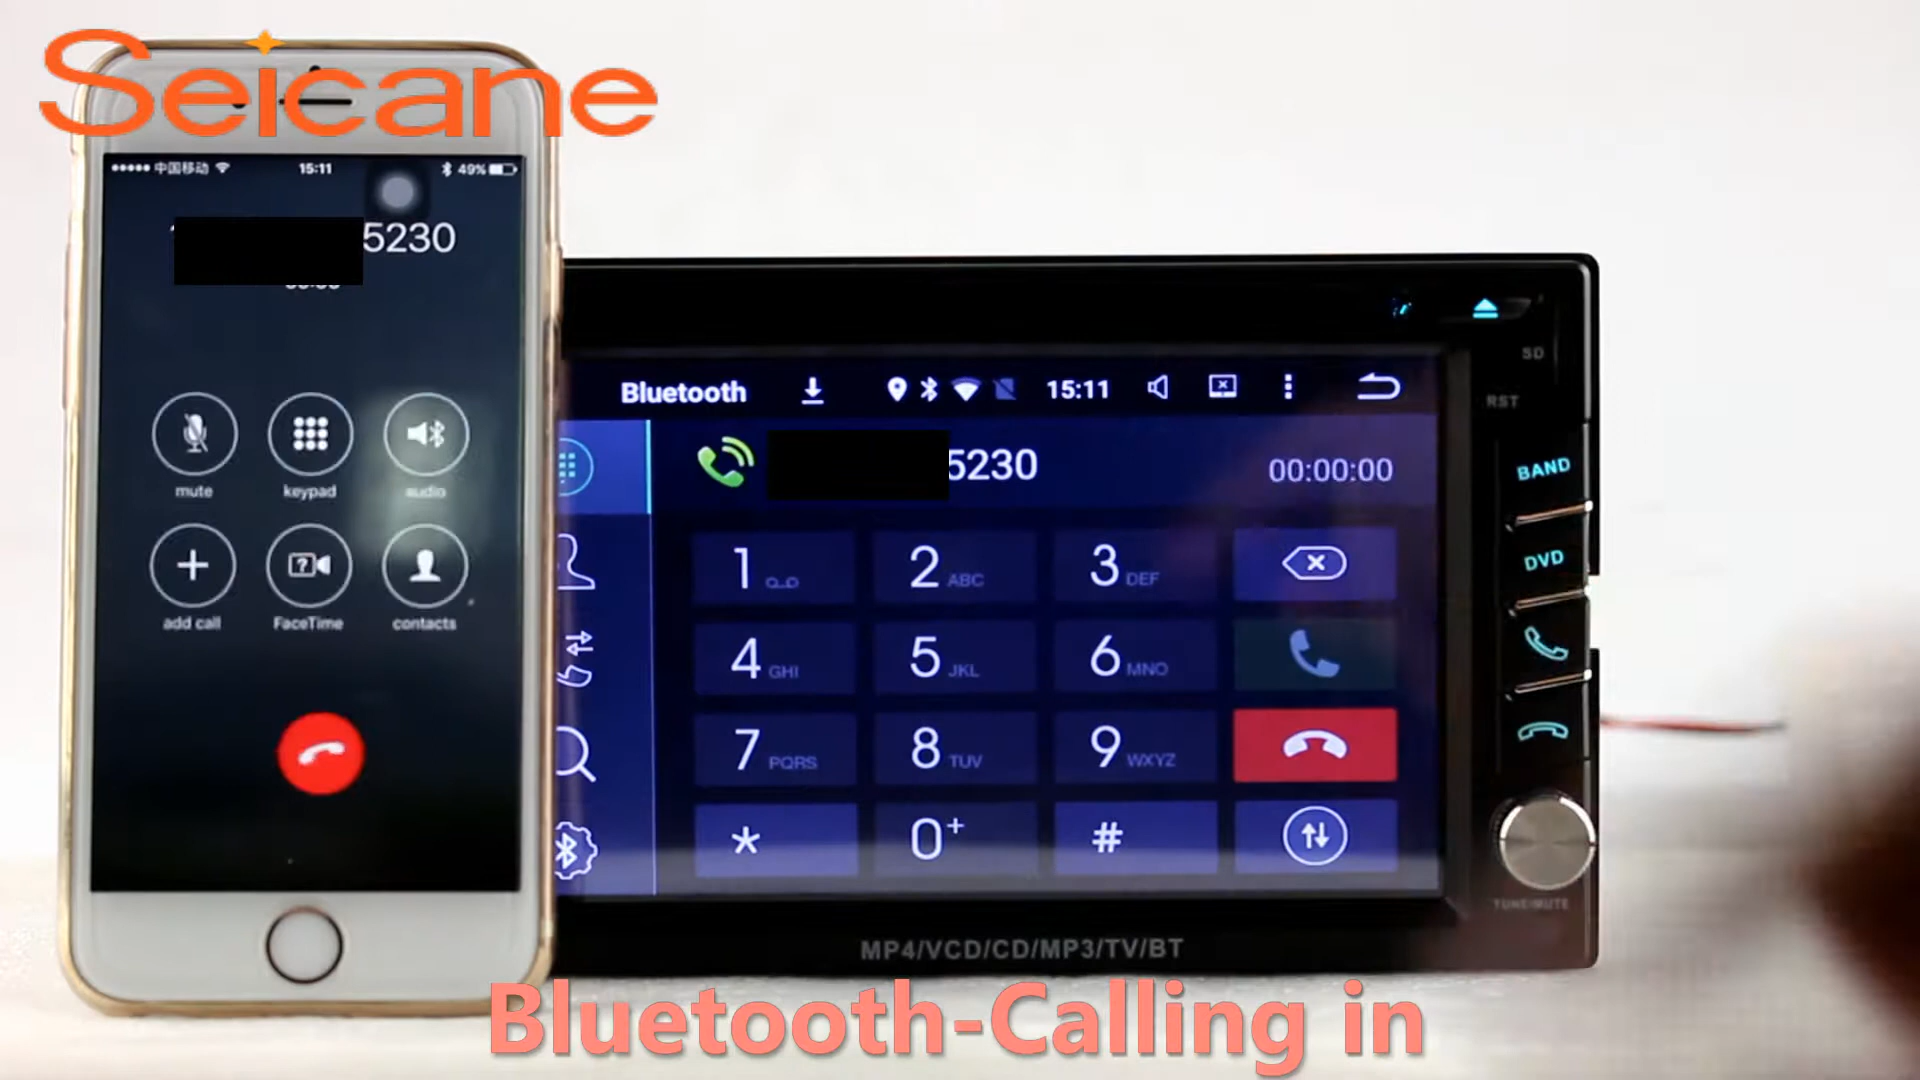 Seicane
中国移动 15:11 49%
5230
mute keypad audio
add call FaceTime contacts
Bluetooth 15:11
5230 00:00:00
1 2 ABC 3 DEF
4 GHI 5 JKL 6 MNO
7 PQRS 8 TUV 9 WXYZ
* 0+ #
SD
RST
BAND
DVD
TUNE/MUTE
MP4/VCD/CD/MP3/TV/BT
Bluetooth-Calling in